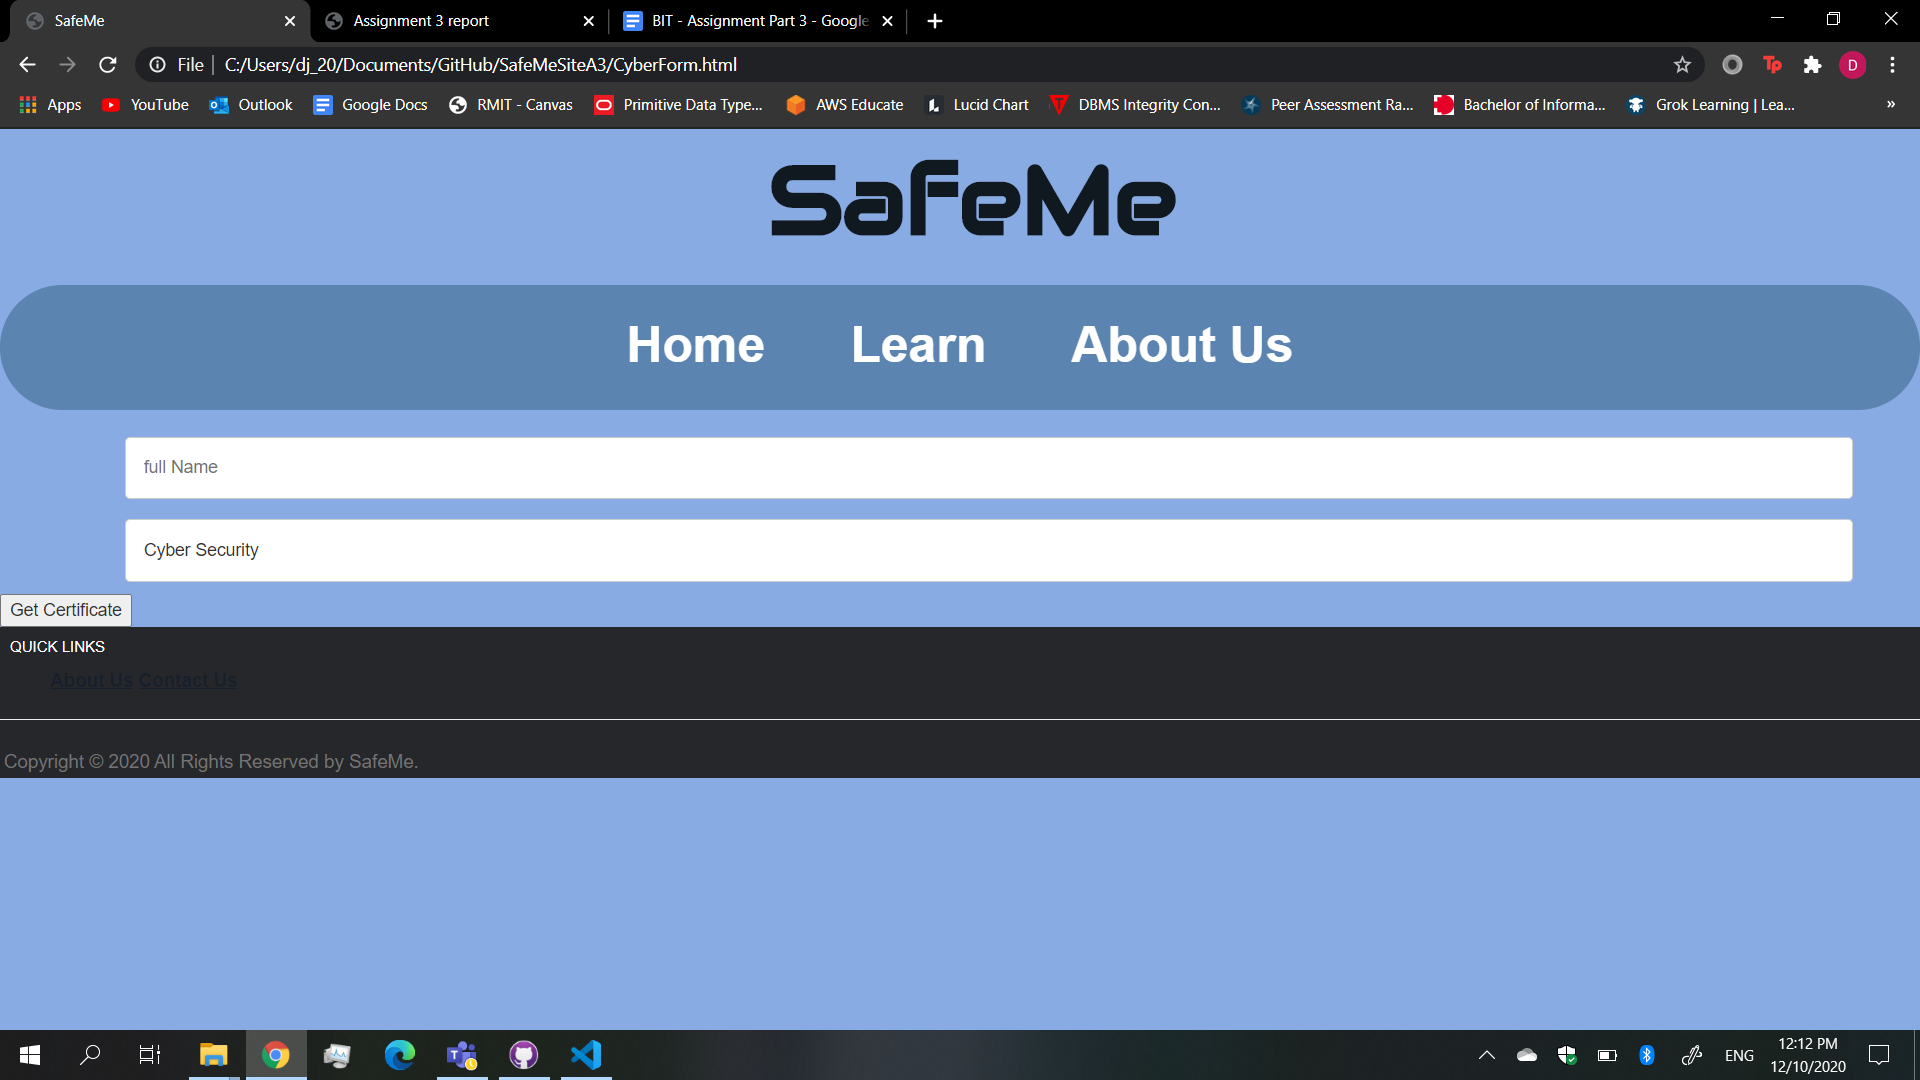 SafeMe
Assignment 3 report
BIT - Assignment Part 3 - Google
File
C:/Users/dj_20/Documents/GitHub/SafeMeSiteA3/CyberForm.html
Tp
D
Apps
YouTube
Outlook
Google Docs
RMIT - Canvas
Primitive Data Type...
AWS Educate
Lucid Chart
DBMS Integrity Con...
Peer Assessment Ra...
Bachelor of Informa...
Grok Learning | Lea...
»
SafeMe
Home Learn About Us
full Name
Cyber Security
Get Certificate
QUICK LINKS
About Us Contact Us
Copyright © 2020 All Rights Reserved by SafeMe.
ENG
12:12 PM
12/10/2020